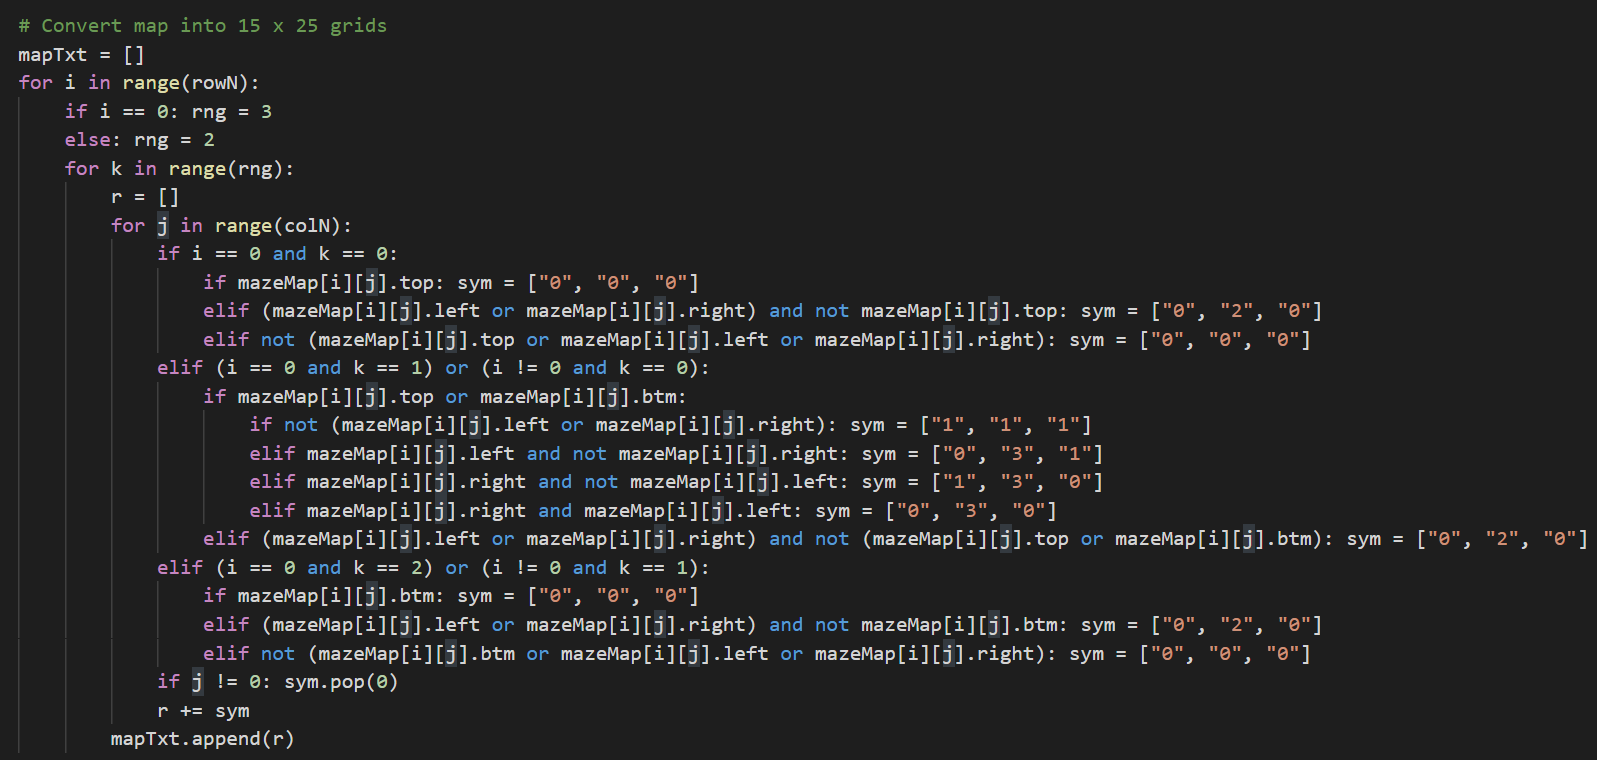 # Convert map into 15 x 25 grids
mapTxt = []
for i in range(rowN):
    if i == 0: rng = 3
    else: rng = 2
    for k in range(rng):
        r = []
        for j in range(colN):
            if i == 0 and k == 0:
                if mazeMap[i][j].top: sym = ["0", "0", "0"]
                elif (mazeMap[i][j].left or mazeMap[i][j].right) and not mazeMap[i][j].top: sym = ["0", "2", "0"]
                elif not (mazeMap[i][j].top or mazeMap[i][j].left or mazeMap[i][j].right): sym = ["0", "0", "0"]
            elif (i == 0 and k == 1) or (i != 0 and k == 0):
                if mazeMap[i][j].top or mazeMap[i][j].btm:
                    if not (mazeMap[i][j].left or mazeMap[i][j].right): sym = ["1", "1", "1"]
                    elif mazeMap[i][j].left and not mazeMap[i][j].right: sym = ["0", "3", "1"]
                    elif mazeMap[i][j].right and not mazeMap[i][j].left: sym = ["1", "3", "0"]
                    elif mazeMap[i][j].right and mazeMap[i][j].left: sym = ["0", "3", "0"]
                elif (mazeMap[i][j].left or mazeMap[i][j].right) and not (mazeMap[i][j].top or mazeMap[i][j].btm): sym = ["0", "2", "0"]
            elif (i == 0 and k == 2) or (i != 0 and k == 1):
                if mazeMap[i][j].btm: sym = ["0", "0", "0"]
                elif (mazeMap[i][j].left or mazeMap[i][j].right) and not mazeMap[i][j].btm: sym = ["0", "2", "0"]
                elif not (mazeMap[i][j].btm or mazeMap[i][j].left or mazeMap[i][j].right): sym = ["0", "0", "0"]
            if j != 0: sym.pop(0)
            r += sym
        mapTxt.append(r)